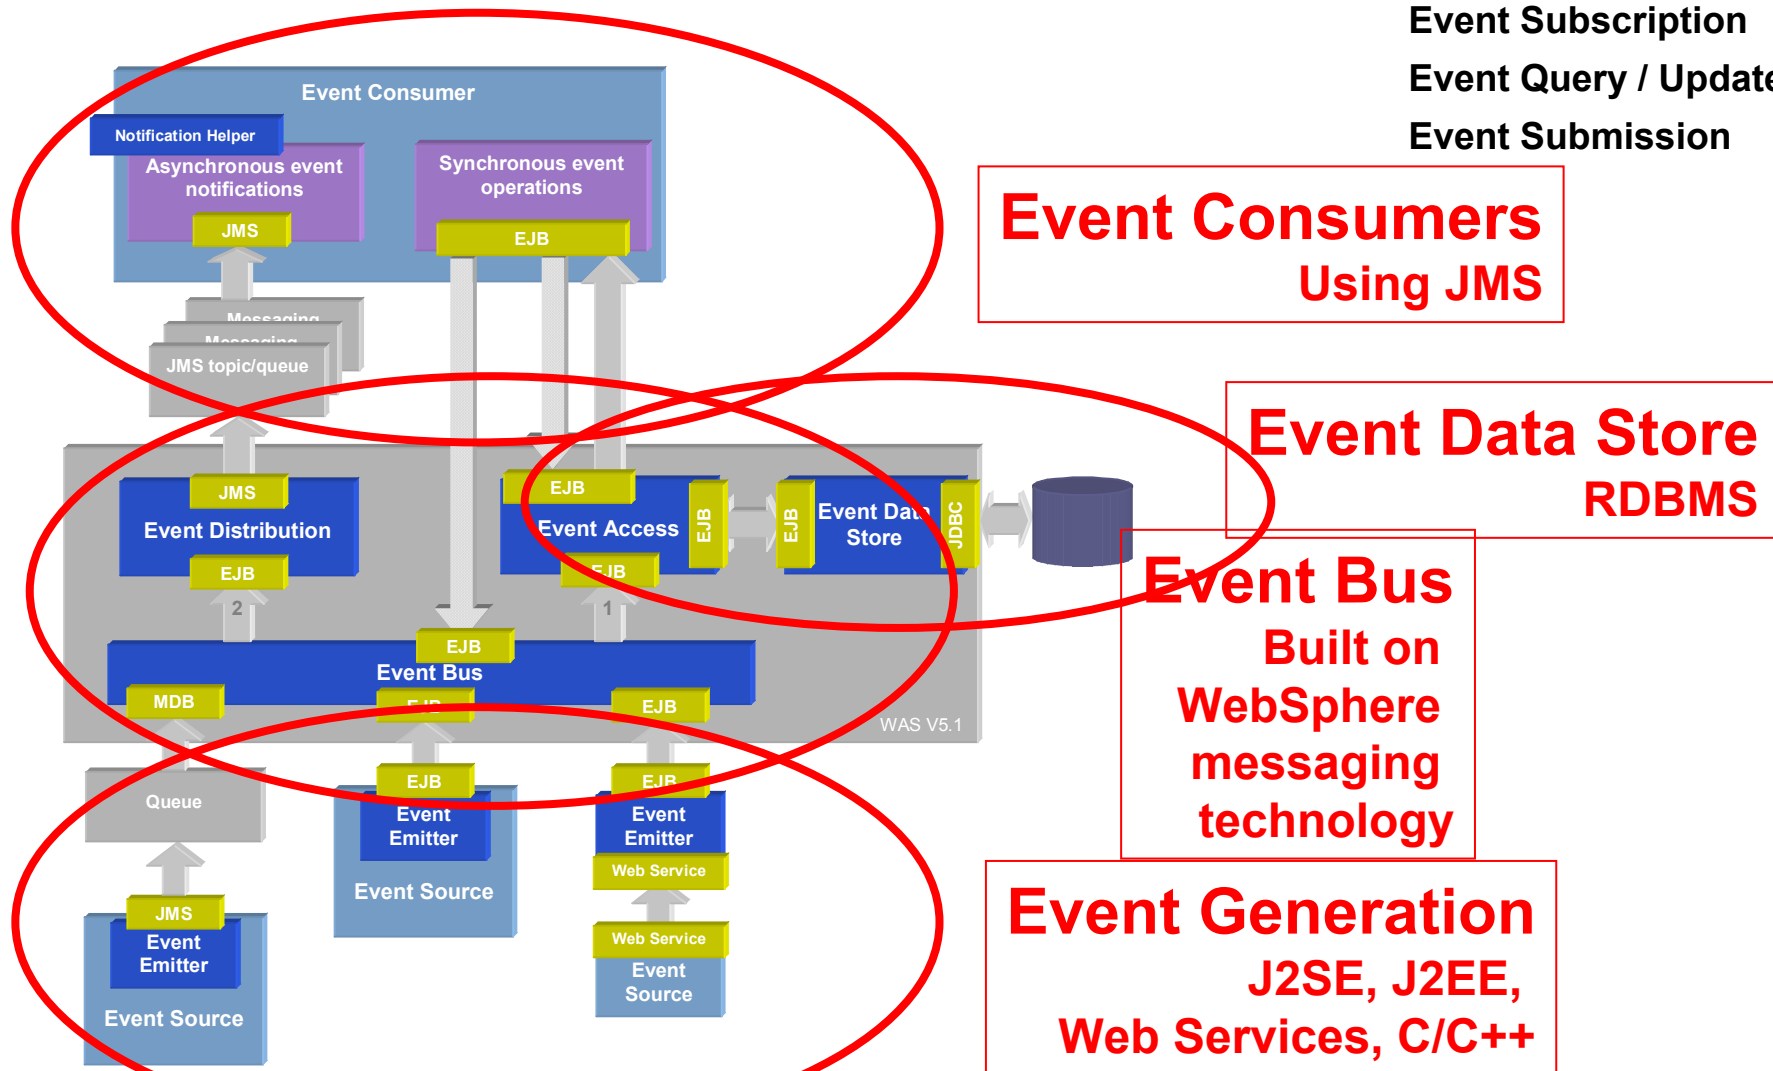 Event Subscription
Event Query / Update
Event Submission
Event Consumer
Notification Helper
Asynchronous event
notifications
JMS
Synchronous event
operations
EJB
Messaging
Messaging
JMS topic/queue
Event Consumers
Using JMS
Event Data Store
RDBMS
JMS
Event Distribution
EJB
2
EJB
Event Access
EJB
EJB
1
EJB
Event Data
Store
JDBC
Event Bus
Built on
WebSphere
messaging
technology
EJB
Event Bus
MDB
EJB
EJB
WAS V5.1
Queue
JMS
Event
Emitter
Event Source
EJB
Event
Emitter
Event Source
EJB
Event
Emitter
Web Service
Web Service
Event
Source
Event Generation
J2SE, J2EE,
Web Services, C/C++